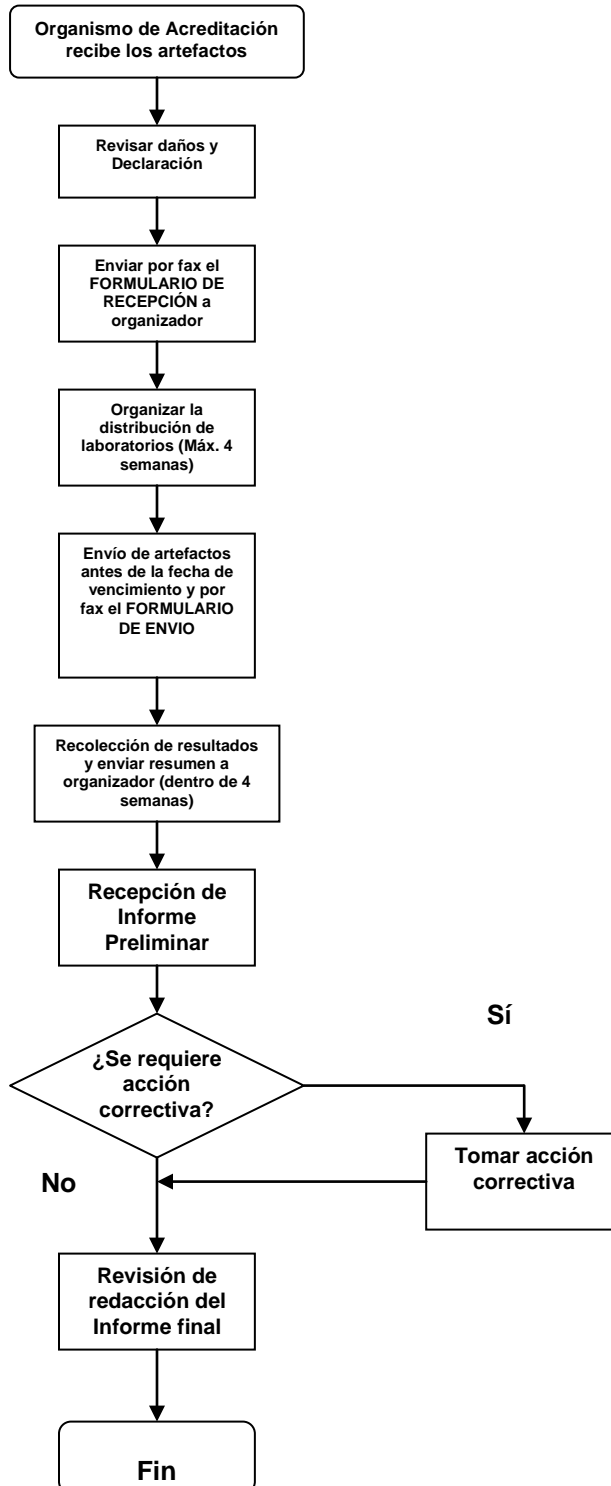 Organismo de Acreditación
recibe los artefactos
Revisar daños y
Declaración
Enviar por fax el
FORMULARIO DE
RECEPCIÓN a
organizador
Organizar la
distribución de
laboratorios (Máx. 4
semanas)
Envío de artefactos
antes de la fecha de
vencimiento y por
fax el FORMULARIO
DE ENVIO
Recolección de resultados
y enviar resumen a
organizador (dentro de 4
semanas)
Recepción de
Informe
Preliminar
¿Se requiere
acción
correctiva?
Sí
Tomar acción
correctiva
No
Revisión de
redacción del
Informe final
Fin